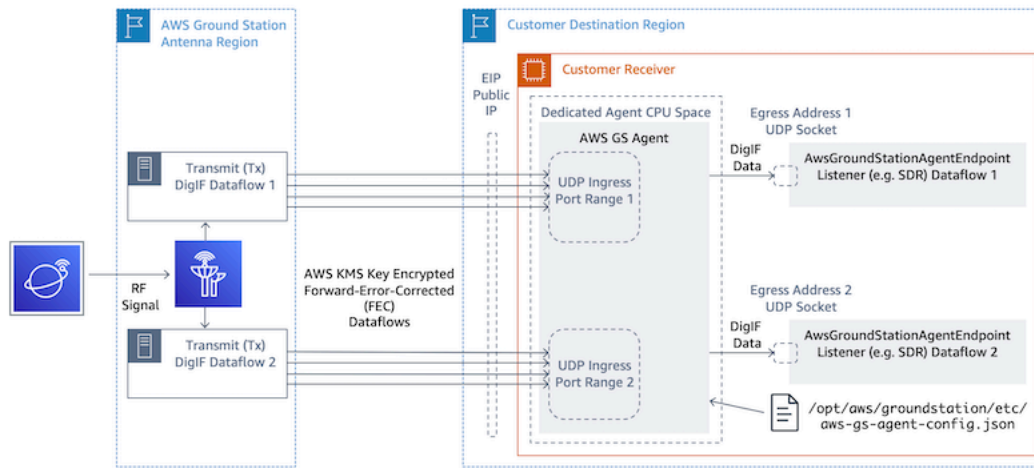 AWS Ground Station
Antenna Region
Customer Destination Region
Customer Receiver
EIP
Public
IP
Dedicated Agent CPU Space
AWS GS Agent
Egress Address 1
UDP Socket
Transmit (Tx)
DigIF Dataflow 1
UDP Ingress
Port Range 1
DigIF
Data
AwsGroundStationAgentEndpoint
Listener (e.g. SDR) Dataflow 1
RF
Signal
AWS KMS Key Encrypted
Forward-Error-Corrected
(FEC)
Dataflows
Egress Address 2
UDP Socket
Transmit (Tx)
DigIF Dataflow 2
UDP Ingress
Port Range 2
DigIF
Data
AwsGroundStationAgentEndpoint
Listener (e.g. SDR) Dataflow 2
/opt/aws/groundstation/etc/
aws-gs-agent-config.json